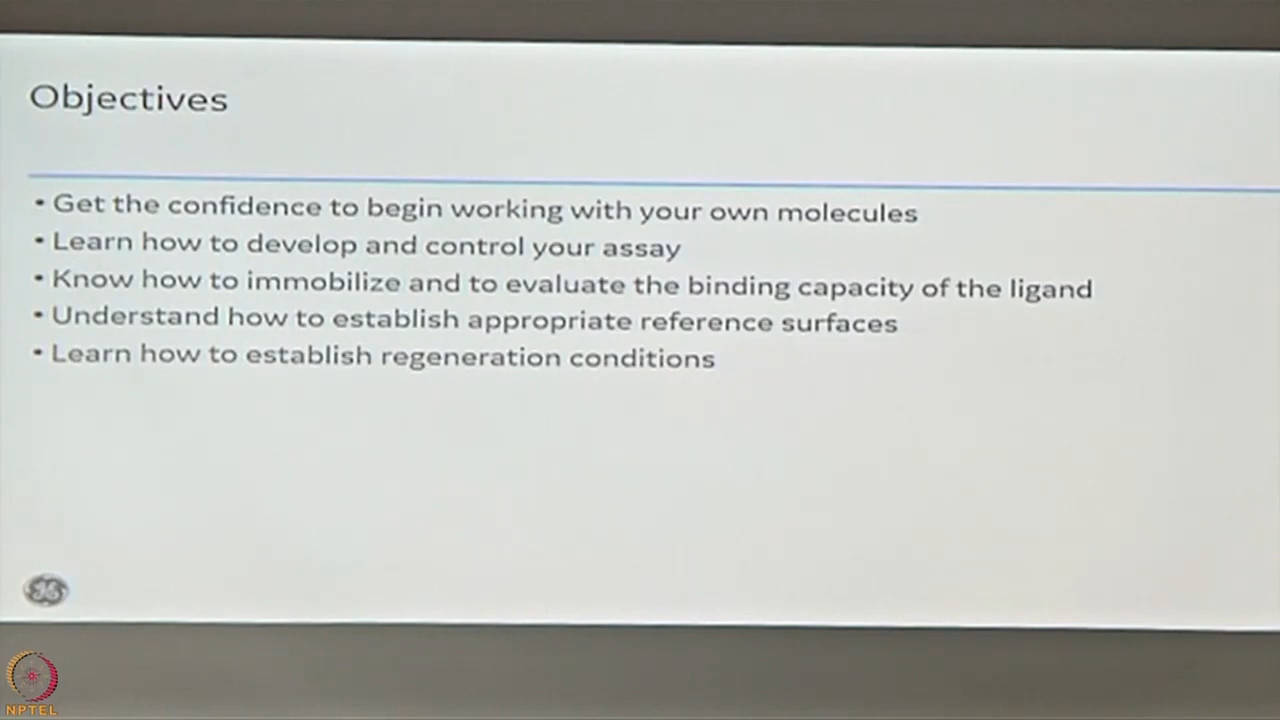 Objectives
• Get the confidence to begin working with your own molecules
• Learn how to develop and control your assay
• Know how to immobilize and to evaluate the binding capacity of the ligand
• Understand how to establish appropriate reference surfaces
• Learn how to establish regeneration conditions
GE
NPTEL